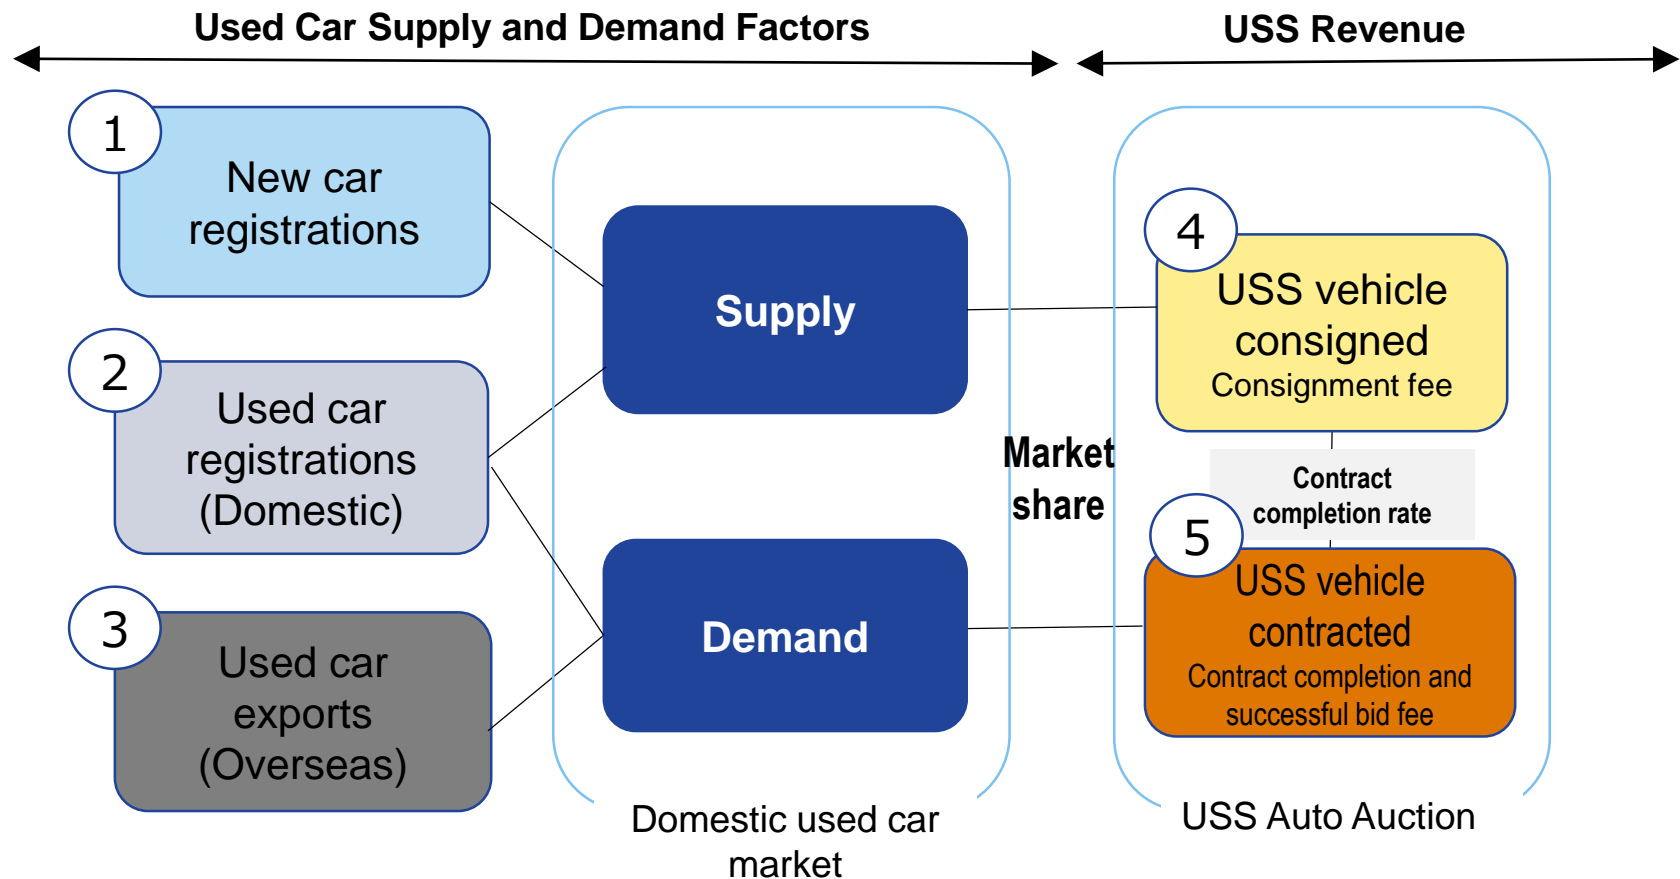 Used Car Supply and Demand Factors
USS Revenue
1
New car
registrations
2
Used car
registrations
(Domestic)
3
Used car
exports
(Overseas)
Supply
Demand
Domestic used car
market
Market
share
4
USS vehicle
consigned
Consignment fee
Contract
completion rate
5
USS vehicle
contracted
Contract completion and
successful bid fee
USS Auto Auction